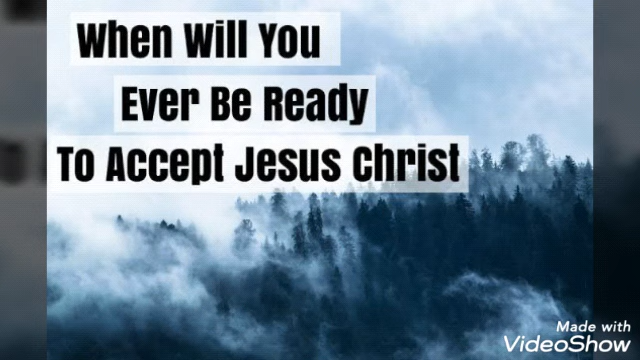 When Will You
Ever Be Ready
To Accept Jesus Christ
Made with
VideoShow